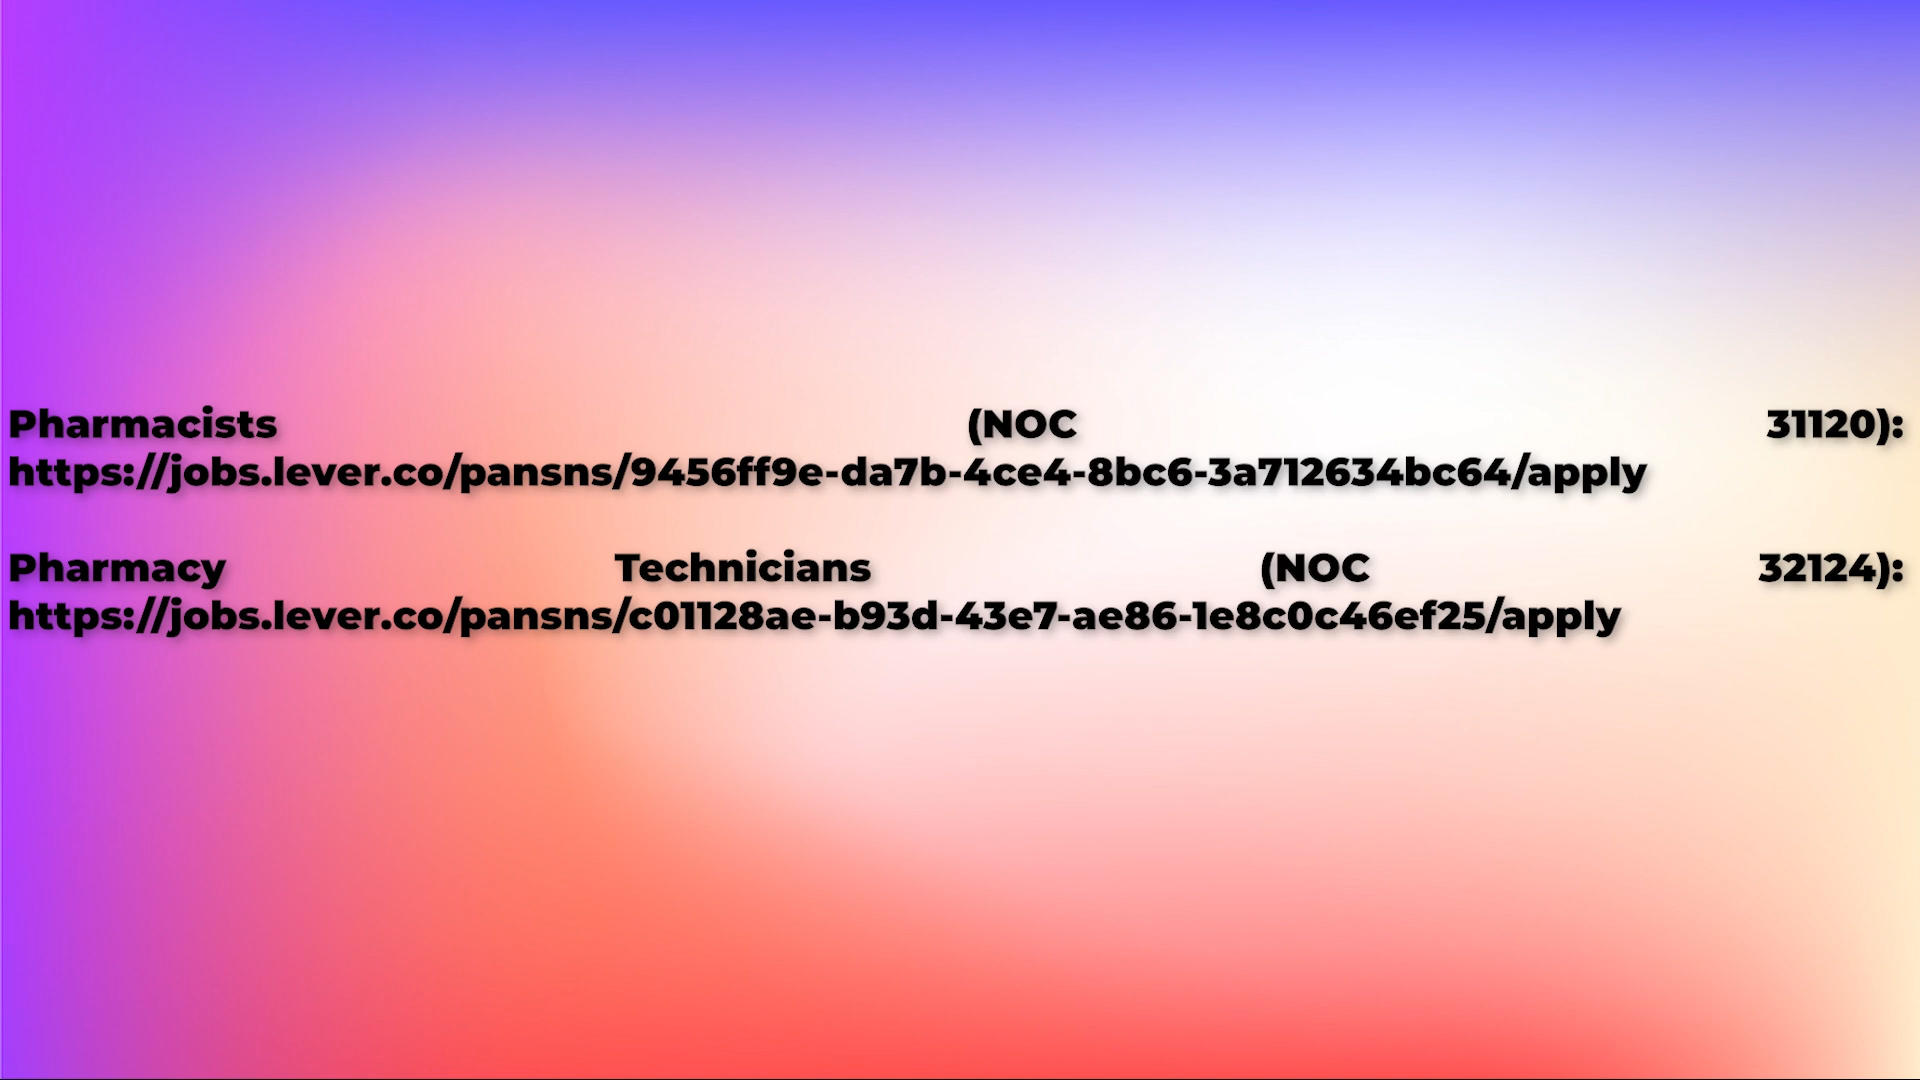 Pharmacists (NOC 31120):
https://jobs.lever.co/pansns/9456ff9e-da7b-4ce4-8bc6-3a712634bc64/apply
Pharmacy Technicians (NOC 32124):
https://jobs.lever.co/pansns/c01128ae-b93d-43e7-ae86-1e8c0c46ef25/apply